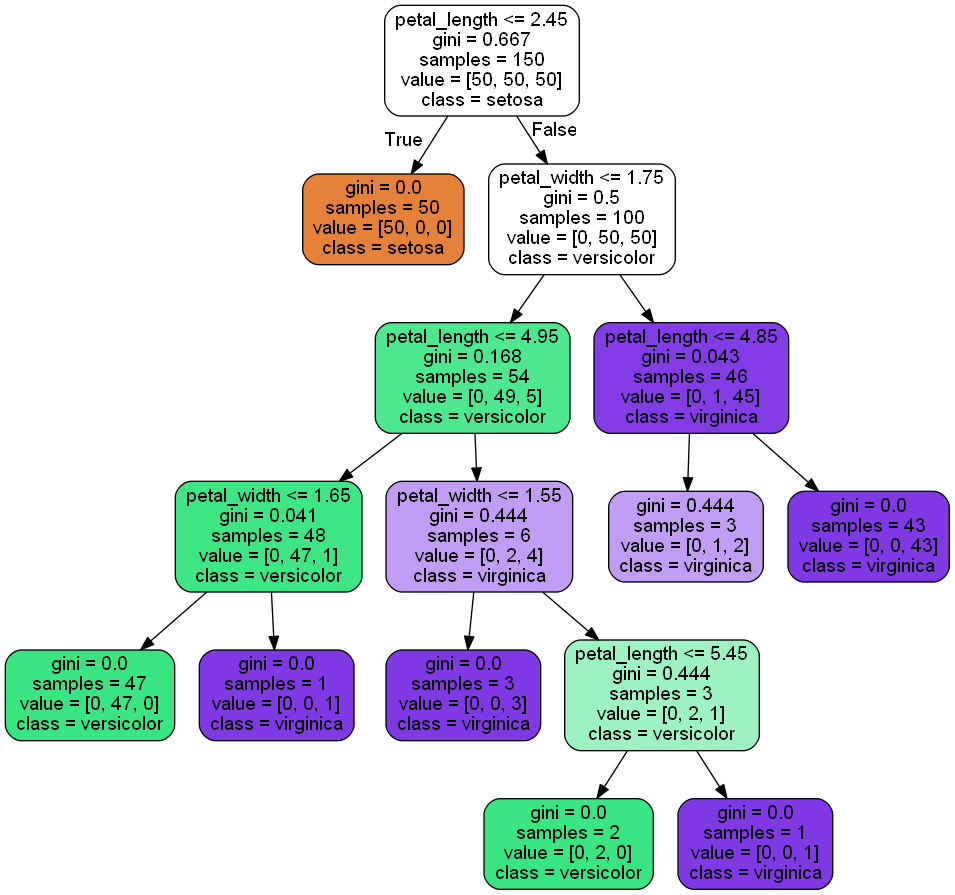 petal_length <= 2.45
gini = 0.667
samples = 150
value = [50, 50, 50]
class = setosa
True
False
gini = 0.0
samples = 50
value = [50, 0, 0]
class = setosa
petal_width <= 1.75
gini = 0.5
samples = 100
value = [0, 50, 50]
class = versicolor
petal_length <= 4.95
gini = 0.168
samples = 54
value = [0, 49, 5]
class = versicolor
petal_length <= 4.85
gini = 0.043
samples = 46
value = [0, 1, 45]
class = virginica
petal_width <= 1.65
gini = 0.041
samples = 48
value = [0, 47, 1]
class = versicolor
petal_width <= 1.55
gini = 0.444
samples = 6
value = [0, 2, 4]
class = virginica
gini = 0.444
samples = 3
value = [0, 1, 2]
class = virginica
gini = 0.0
samples = 43
value = [0, 0, 43]
class = virginica
gini = 0.0
samples = 47
value = [0, 47, 0]
class = versicolor
gini = 0.0
samples = 1
value = [0, 0, 1]
class = virginica
gini = 0.0
samples = 3
value = [0, 0, 3]
class = virginica
petal_length <= 5.45
gini = 0.444
samples = 3
value = [0, 2, 1]
class = versicolor
gini = 0.0
samples = 2
value = [0, 2, 0]
class = versicolor
gini = 0.0
samples = 1
value = [0, 0, 1]
class = virginica